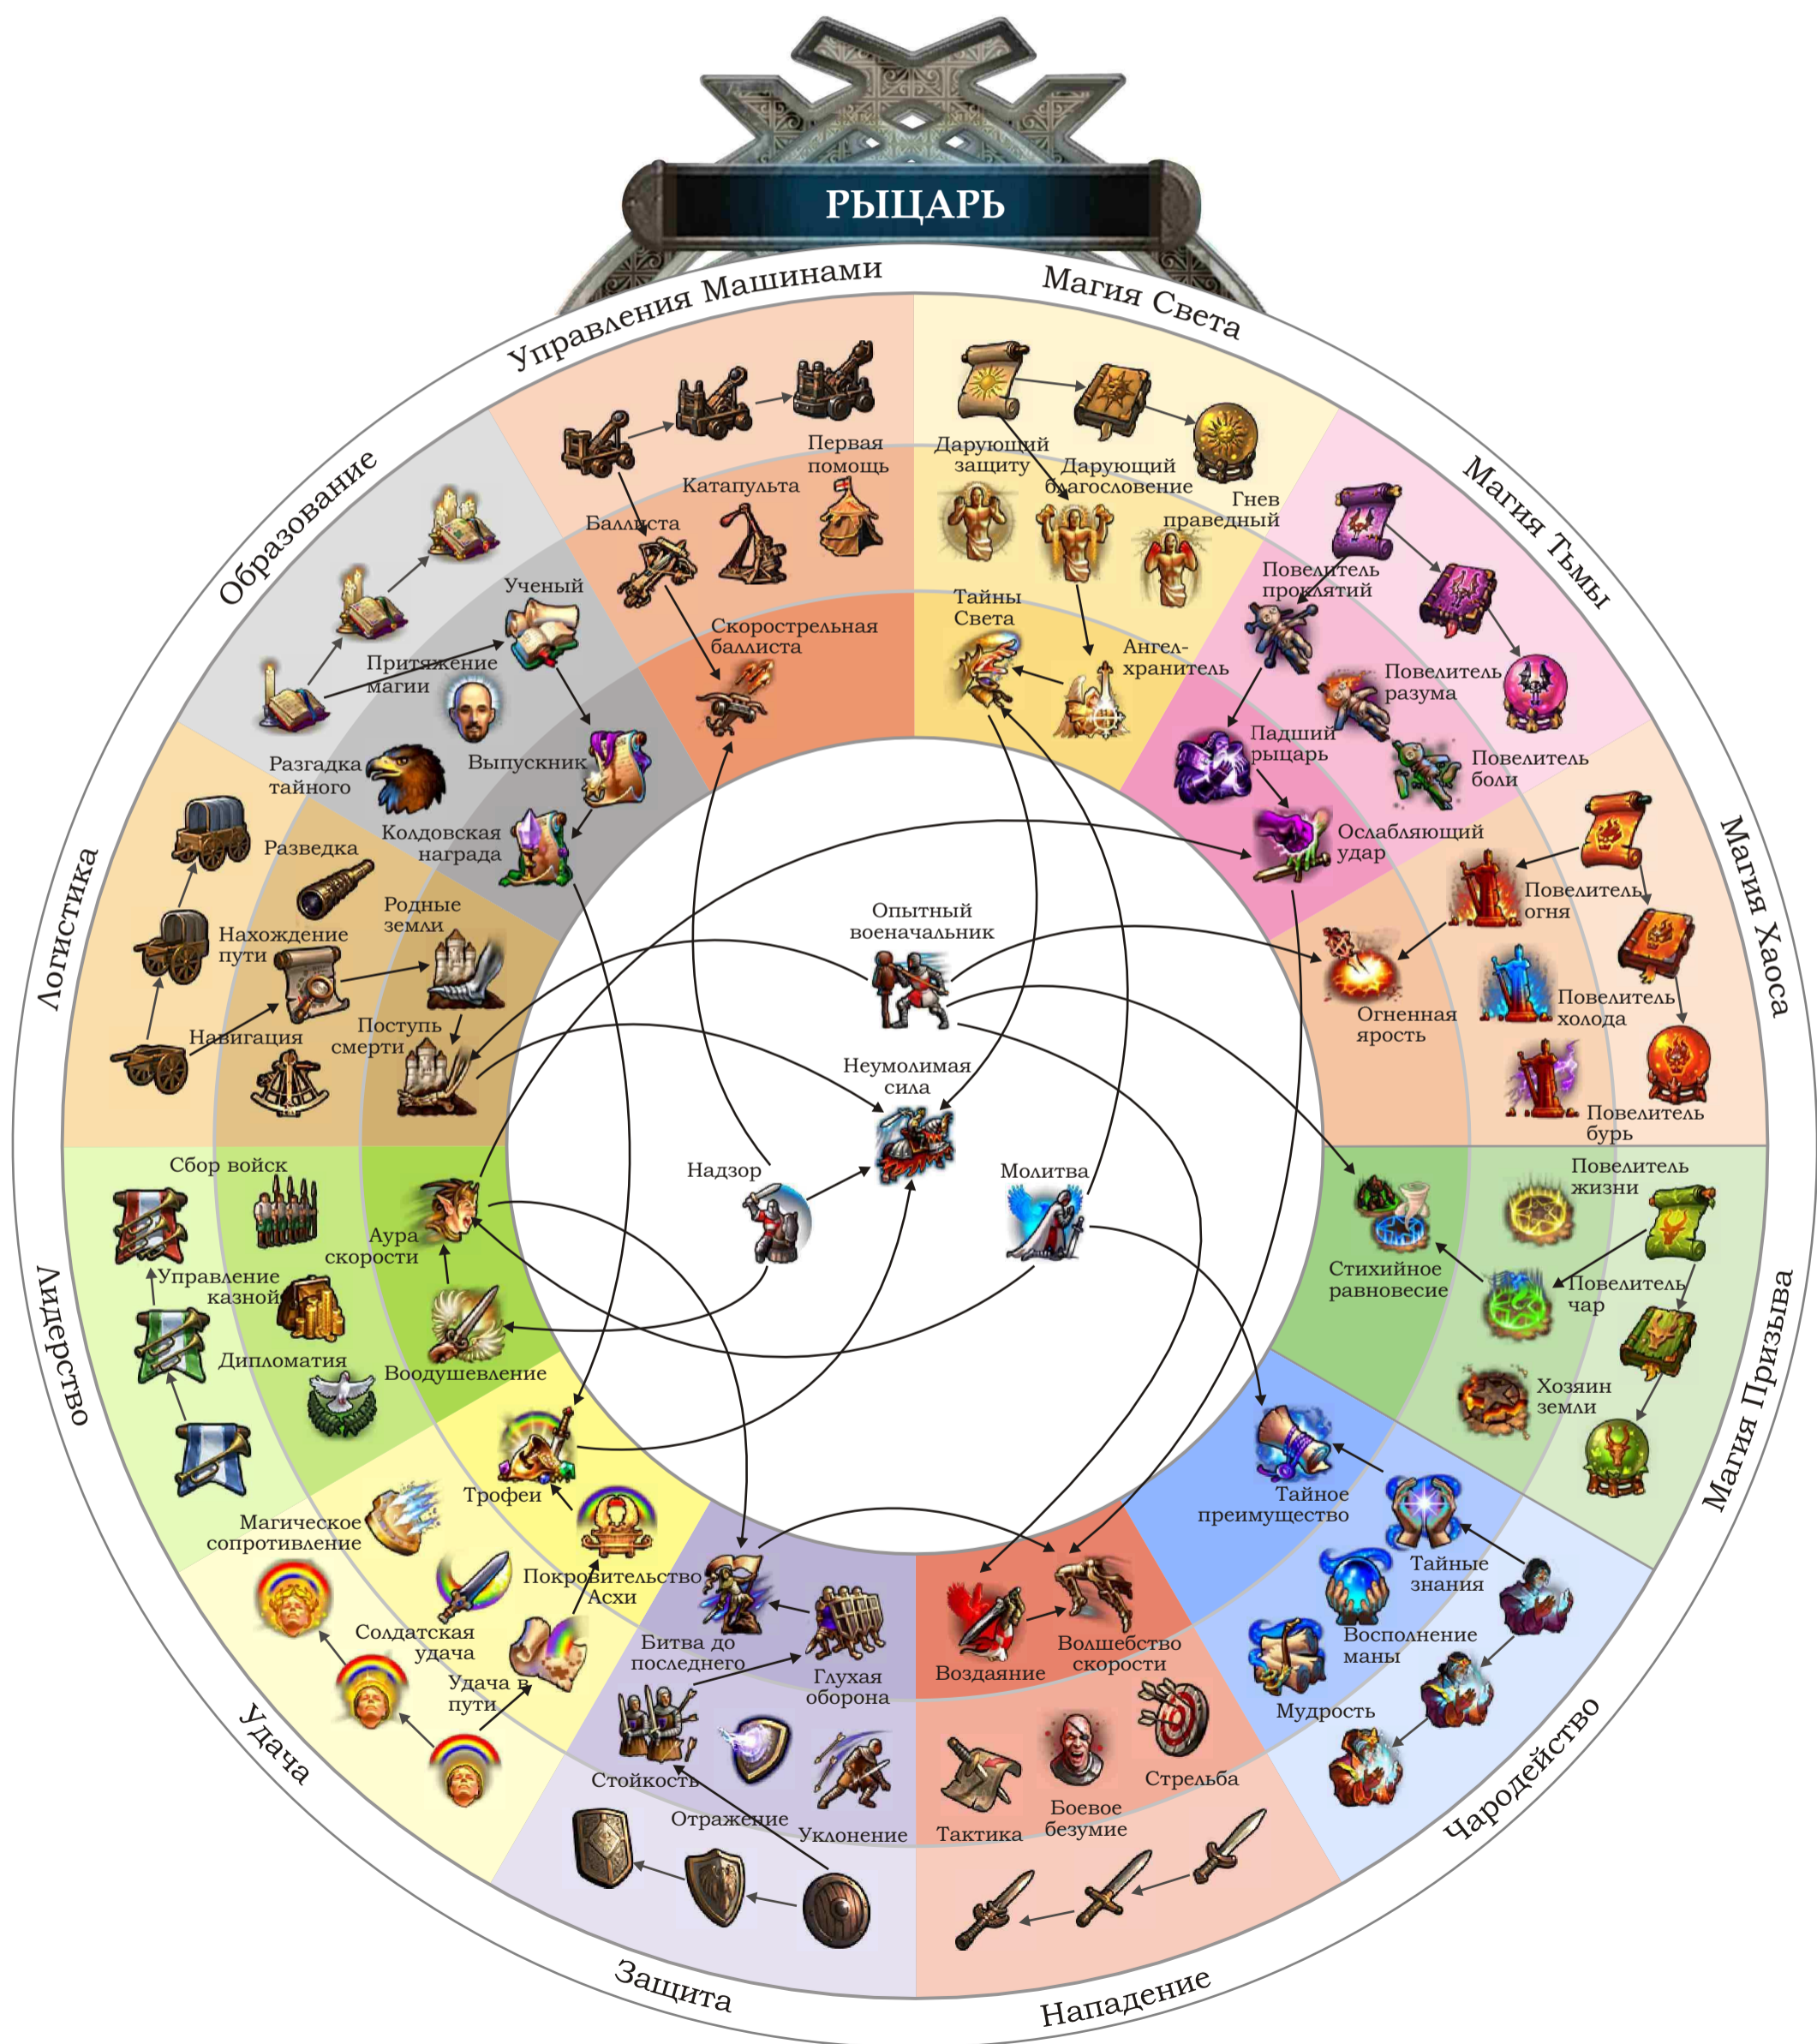 РЫЦАРЬ
Управления Машинами
Магия Света
Первая
помощь
Катапульта
Баллиста
Скорострельная
баллиста
Дарующий
защиту
Дарующий
благословение
Гнев
праведный
Тайны
Света
Ангел-
хранитель
Магия Тьмы
Повелитель
проклятий
Повелитель
разума
Повелитель
боли
Падший
рыцарь
Ослабляющий
удар
Магия Хаоса
Повелитель
огня
Повелитель
холода
Повелитель
бурь
Огненная
ярость
Магия Призыва
Повелитель
жизни
Повелитель
чар
Хозяин
земли
Стихийное
равновесие
Чародейство
Тайное
преимущество
Тайные
знания
Восполнение
маны
Мудрость
Нападение
Воздаяние
Волшебство
скорости
Стрельба
Боевое
безумие
Тактика
Защита
Битва до
последнего
Глухая
оборона
Стойкость
Отражение
Уклонение
Удача
Трофеи
Покровительство
Асхи
Магическое
сопротивление
Солдатская
удача
Удача в
пути
Лидерство
Сбор войск
Управление
казной
Дипломатия
Аура
скорости
Воодушевление
Логистика
Разведка
Нахождение
пути
Навигация
Родные
земли
Поступь
смерти
Образование
Ученый
Притяжение
магии
Разгадка
тайного
Выпускник
Колдовская
награда
Опытный
военачальник
Неумолимая
сила
Надзор
Молитва